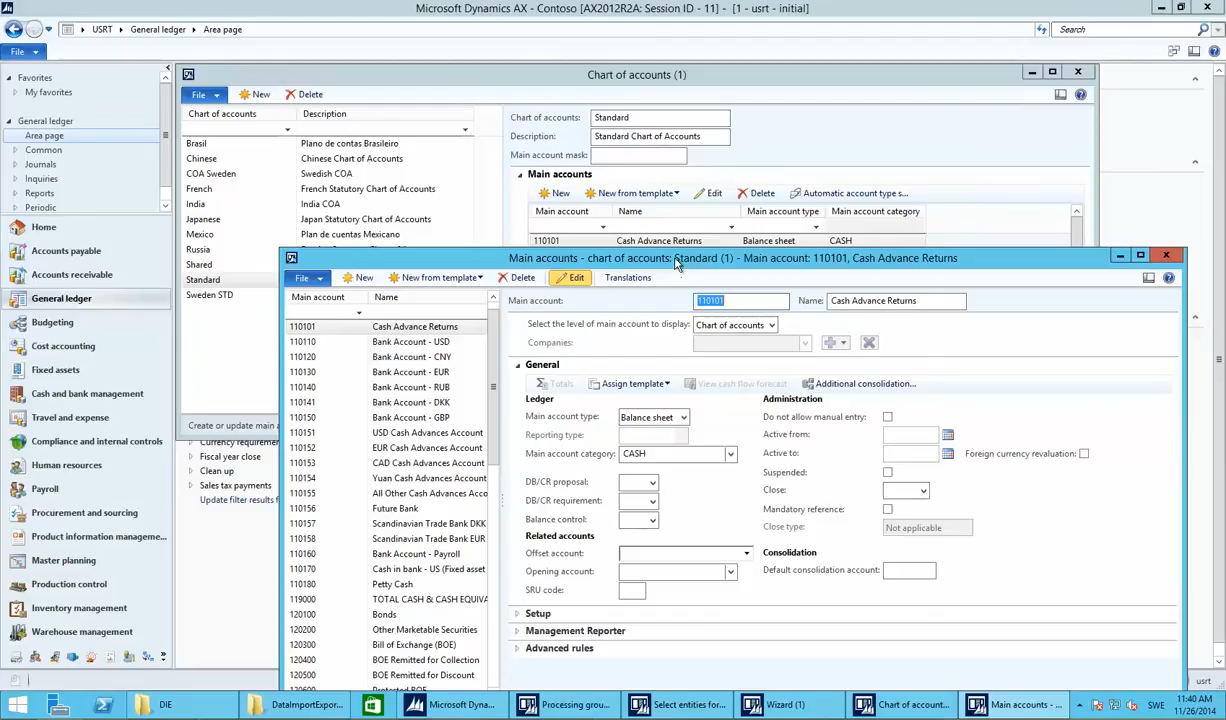 Microsoft Dynamics AX - Contoso [AX2012R2A: Session ID - 11] - [1 - usrt - initial]
USRT General ledger Area page Search
File
Favorites
My favorites
General ledger
Area page
Common
Journals
Inquiries
Reports
Periodic
Home
Accounts payable
Accounts receivable
General ledger
Budgeting
Cost accounting
Fixed assets
Cash and bank management
Travel and expense
Compliance and internal controls
Human resources
Payroll
Procurement and sourcing
Product information manageme...
Master planning
Production control
Inventory management
Warehouse management
Chart of accounts (1)
File New Delete
Chart of accounts Description
Brasil Plano de contas Brasileiro
Chinese Chinese Chart of Accounts
COA Sweden Swedish COA
French French Statutory Chart of Accounts
India India COA
Japanese Japan Statutory Chart of Accounts
Mexico Plan de cuentas Mexicano
Russia
Shared
Standard
Sweden STD
Create or update main a
Currency requiremer
Fiscal year close
Clean up
Sales tax payments
Update filter results f
Chart of accounts: Standard
Description: Standard Chart of Accounts
Main account mask:
Main accounts
New New from template Edit Delete Automatic account type s...
Main account Name Main account type Main account category
110101 Cash Advance Returns Balance sheet CASH
Main accounts - chart of accounts: Standard (1) - Main account: 110101, Cash Advance Returns
File New New from template Delete Edit Translations
Main account Name
110101 Cash Advance Returns
110110 Bank Account - USD
110120 Bank Account - CNY
110130 Bank Account - EUR
110140 Bank Account - RUB
110141 Bank Account - DKK
110150 Bank Account - GBP
110151 USD Cash Advances Account
110152 EUR Cash Advances Account
110153 CAD Cash Advances Account
110154 Yuan Cash Advances Account
110155 All Other Cash Advances Acco
110156 Future Bank
110157 Scandinavian Trade Bank DKK
110158 Scandinavian Trade Bank EUR
110160 Bank Account - Payroll
110170 Cash in bank - US (Fixed asset
110180 Petty Cash
119000 TOTAL CASH & CASH EQUIVA
120100 Bonds
120200 Other Marketable Securities
120300 Bill of Exchange (BOE)
120400 BOE Remitted for Collection
120500 BOE Remitted for Discount
120600 Protested BOE
Main account: 110101 Name: Cash Advance Returns
Select the level of main account to display: Chart of accounts
Companies:
General
Totals Assign template View cash flow forecast Additional consolidation...
Ledger
Main account type: Balance sheet
Reporting type:
Main account category: CASH
DB/CR proposal:
DB/CR requirement:
Balance control:
Related accounts
Offset account:
Opening account:
SRU code:
Administration
Do not allow manual entry:
Active from:
Active to: Foreign currency revaluation:
Suspended:
Close:
Mandatory reference:
Close type: Not applicable
Consolidation
Default consolidation account:
Setup
Management Reporter
Advanced rules
usrt
DIE DataImportExpor... Microsoft Dynam... Processing grou... Select entities for... Wizard (1) Chart of account... Main accounts - ... SWE 11:40 AM
11/26/2014